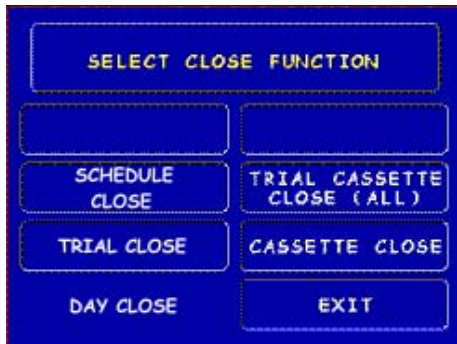 SELECT CLOSE FUNCTION
SCHEDULE
CLOSE
TRIAL CASSETTE
CLOSE (ALL)
TRIAL CLOSE
CASSETTE CLOSE
DAY CLOSE
EXIT